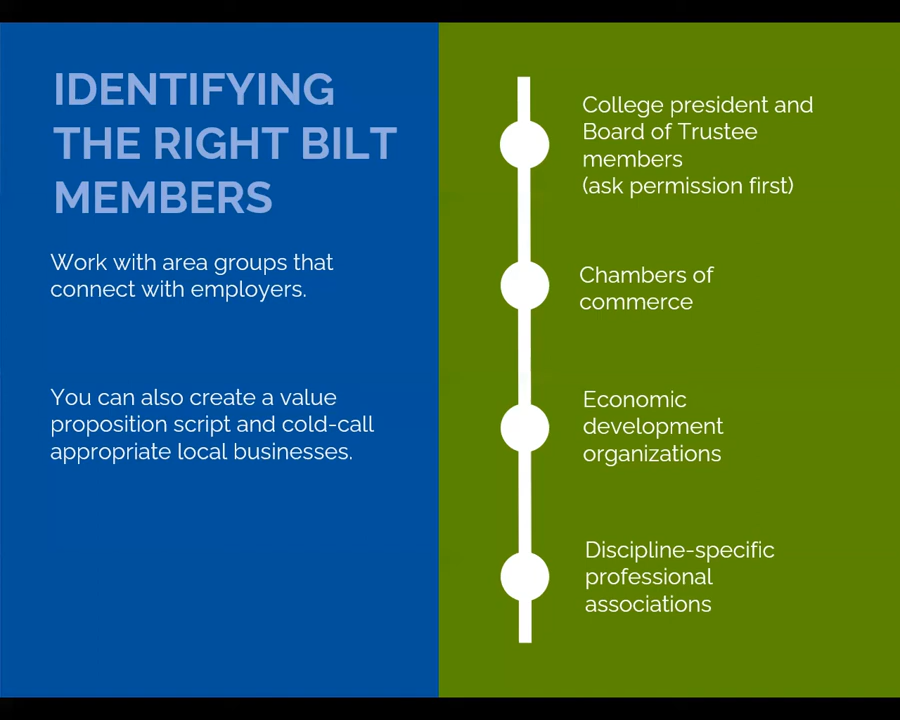 IDENTIFYING
THE RIGHT BILT
MEMBERS
Work with area groups that
connect with employers.
You can also create a value
proposition script and cold-call
appropriate local businesses.
College president and
Board of Trustee
members
(ask permission first)
Chambers of
commerce
Economic
development
organizations
Discipline-specific
professional
associations